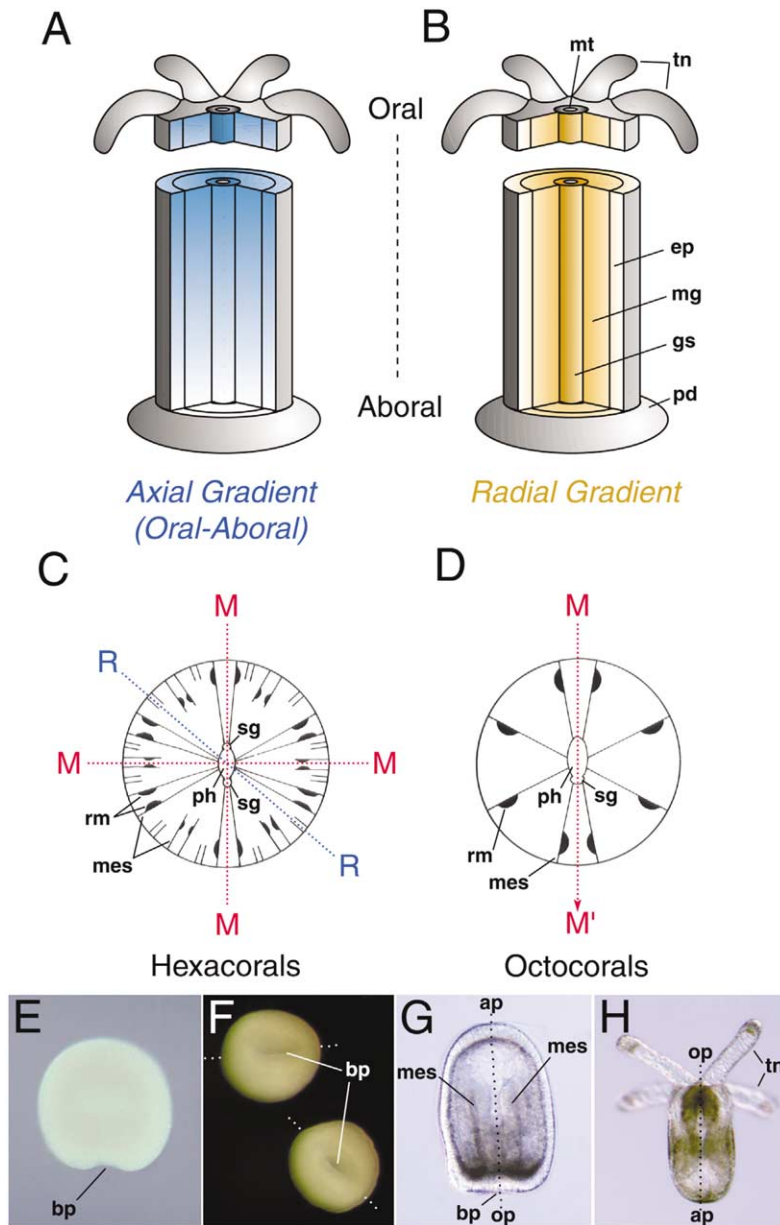 A
B
mt
tn
Oral
ep
mg
gs
pd
Aboral
Axial Gradient
(Oral-Aboral)
Radial Gradient
C
D
M
M
R
sg
M
M
ph
sg
ph
sg
rm
rm
mes
mes
R
M
M'
Hexacorals
Octocorals
E
F
G
H
ap
bp
mes
mes
op
tn
bp
bp
op
ap